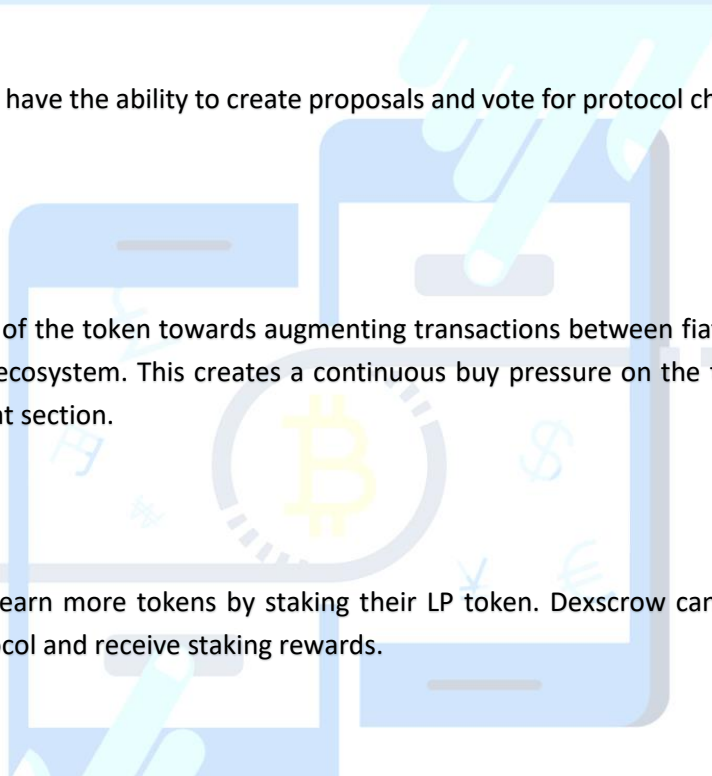 have the ability to create proposals and vote for protocol ch
of the token towards augmenting transactions between fia
ecosystem. This creates a continuous buy pressure on the
nt section.
earn more tokens by staking their LP token. Dexscrow can
ocol and receive staking rewards.